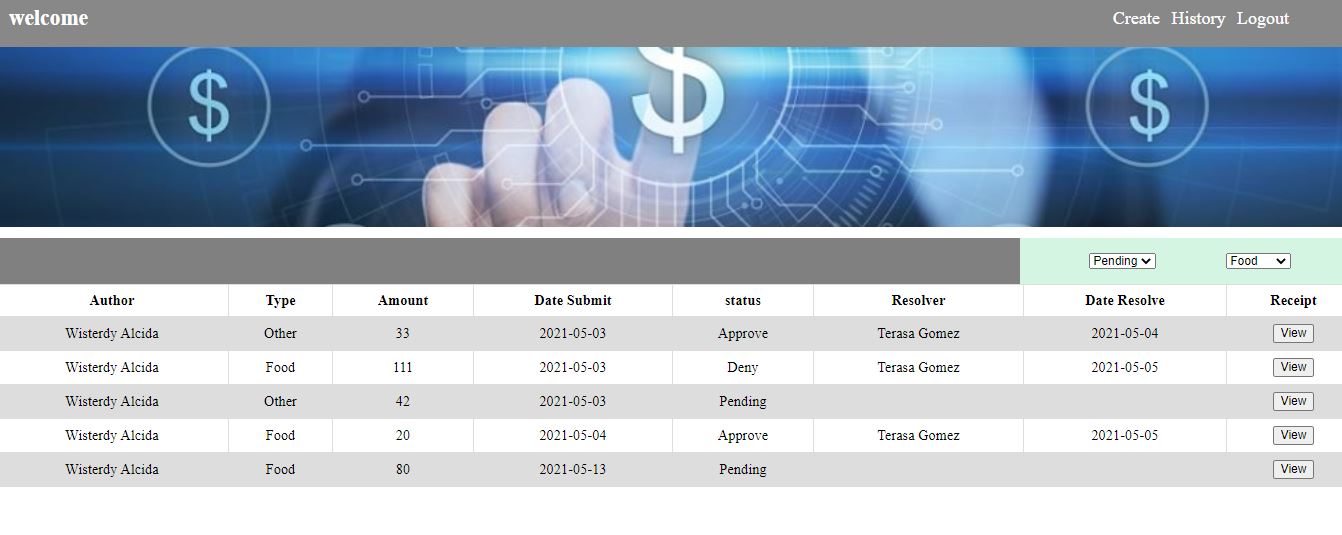 welcome Create History Logout
$ $ $
Pending Food
Author Type Amount Date Submit status Resolver Date Resolve Receipt
Wisterdy Alcida Other 33 2021-05-03 Approve Terasa Gomez 2021-05-04 View
Wisterdy Alcida Food 111 2021-05-03 Deny Terasa Gomez 2021-05-05 View
Wisterdy Alcida Other 42 2021-05-03 Pending View
Wisterdy Alcida Food 20 2021-05-04 Approve Terasa Gomez 2021-05-05 View
Wisterdy Alcida Food 80 2021-05-13 Pending View